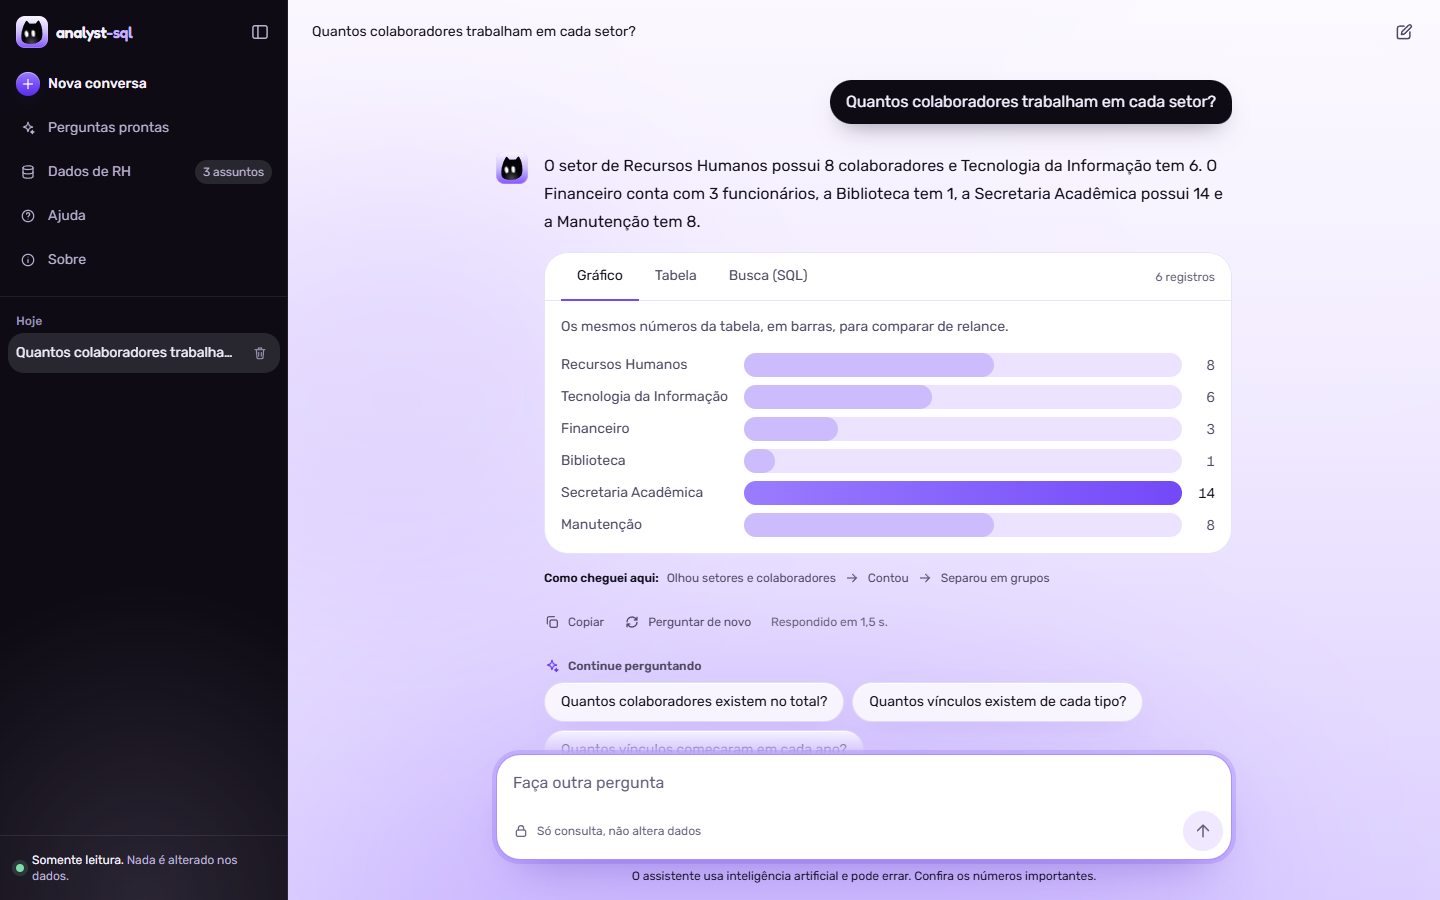 analyst-sql
Nova conversa
Perguntas prontas
Dados de RH
3 assuntos
Ajuda
Sobre
Hoje
Quantos colaboradores trabalha...
Somente leitura. Nada é alterado nos
dados.
Quantos colaboradores trabalham em cada setor?
Quantos colaboradores trabalham em cada setor?
O setor de Recursos Humanos possui 8 colaboradores e Tecnologia da Informação tem 6. O
Financeiro conta com 3 funcionários, a Biblioteca tem 1, a Secretaria Acadêmica possui 14 e
a Manutenção tem 8.
Gráfico
Tabela
Busca (SQL)
6 registros
Os mesmos números da tabela, em barras, para comparar de relance.
Recursos Humanos 8
Tecnologia da Informação 6
Financeiro 3
Biblioteca 1
Secretaria Acadêmica 14
Manutenção 8
Como cheguei aqui: Olhou setores e colaboradores → Contou → Separou em grupos
Copiar
Perguntar de novo
Respondido em 1,5 s.
Continue perguntando
Quantos colaboradores existem no total?
Quantos vínculos existem de cada tipo?
Quantos vínculos começaram em cada ano?
Faça outra pergunta
Só consulta, não altera dados
O assistente usa inteligência artificial e pode errar. Confira os números importantes.